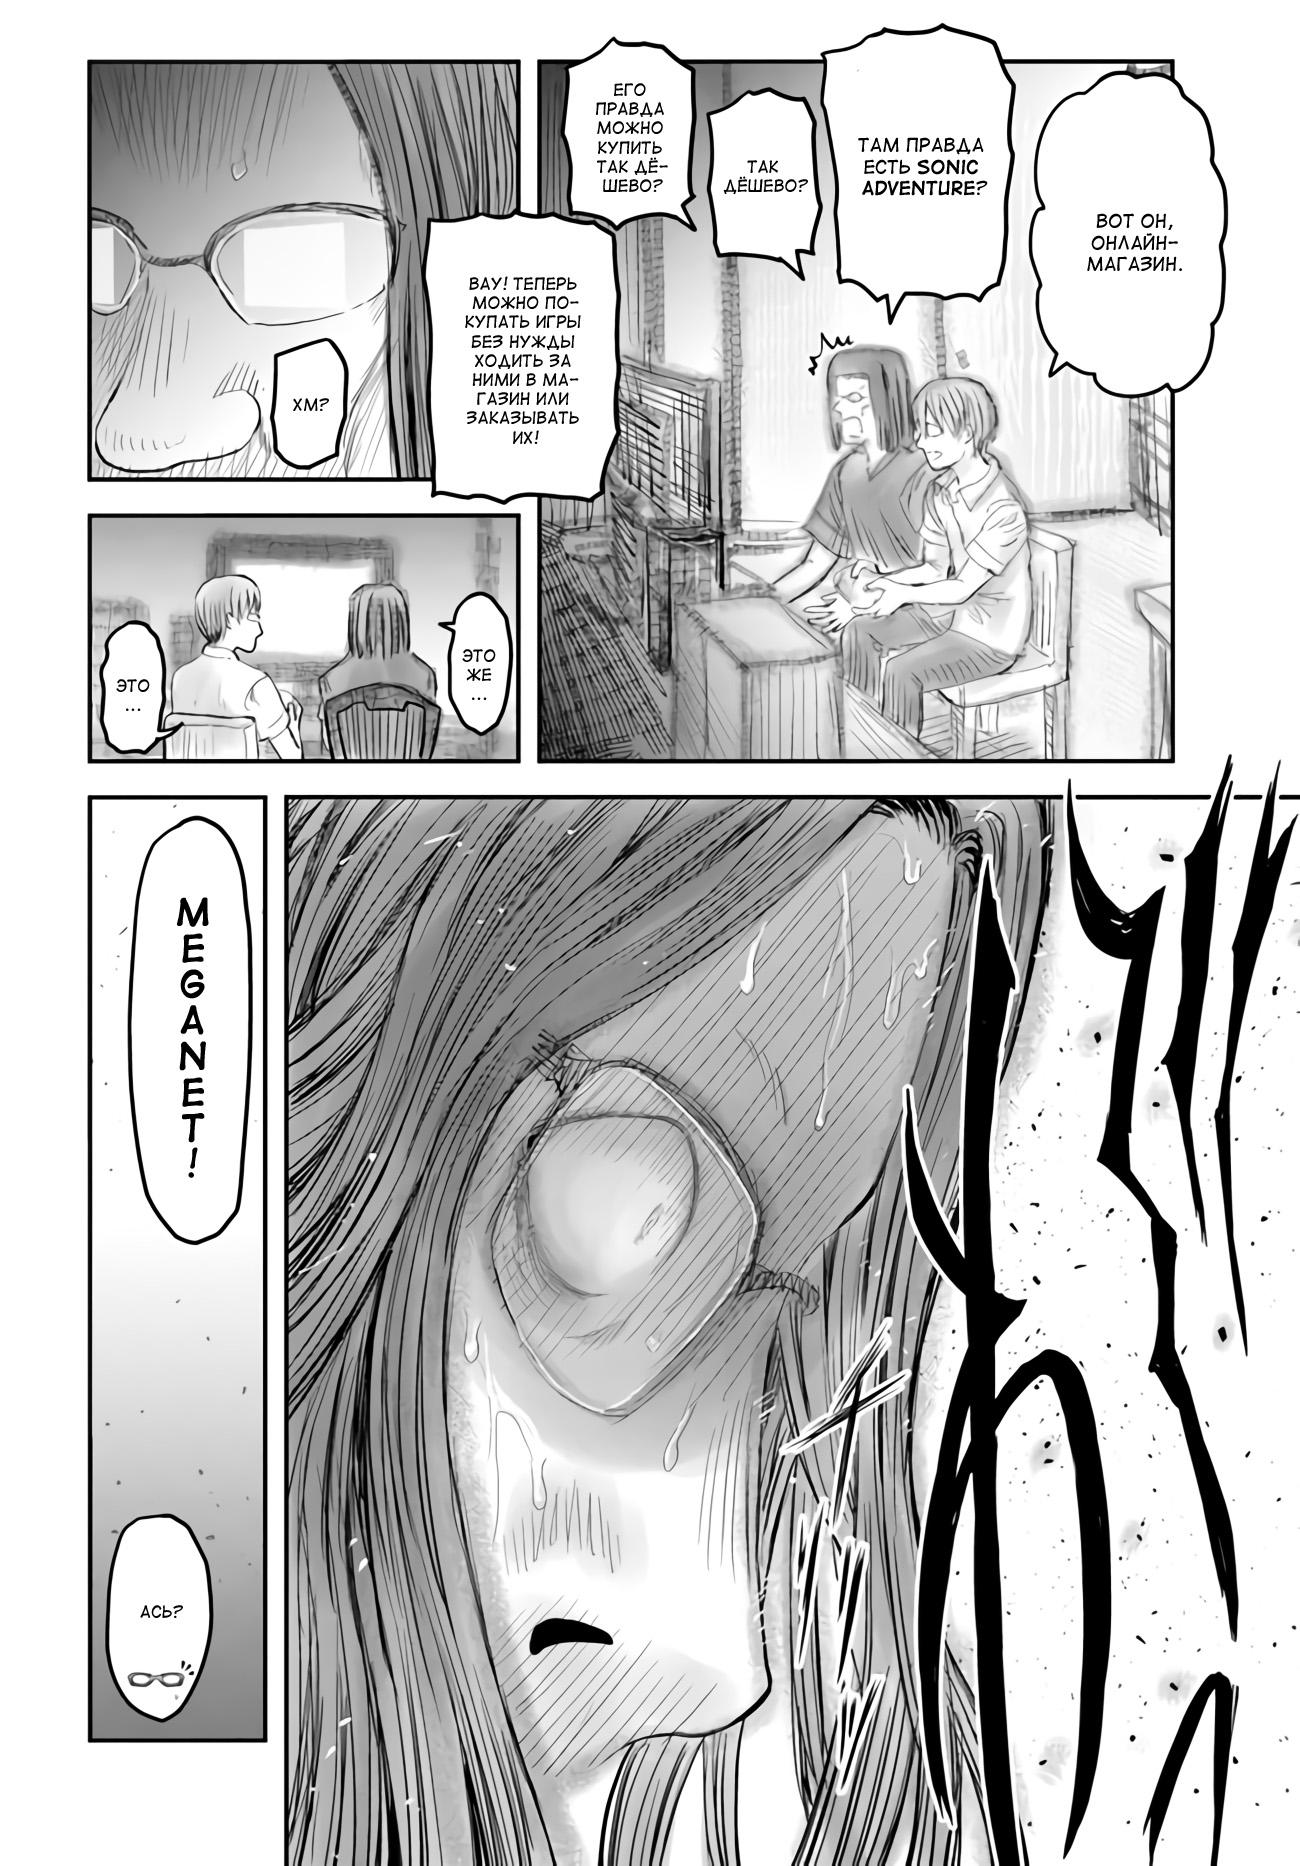 ВОТ ОН,
ОНЛАЙН-
МАГАЗИН.
ТАМ ПРАВДА
ЕСТЬ SONIC
ADVENTURE?
ТАК
ДЁШЕВО?
ЕГО
ПРАВДА
МОЖНО
КУПИТЬ
ТАК ДЁ-
ШЕВО?
ВАУ! ТЕПЕРЬ
МОЖНО ПО-
КУПАТЬ ИГРЫ
БЕЗ НУЖДЫ
ХОДИТЬ ЗА
НИМИ В МА-
ГАЗИН ИЛИ
ЗАКАЗЫВАТЬ
ИХ!
ХМ?
ЭТО
ЖЕ
...
ЭТО
...
MEGANET!
АСЬ?